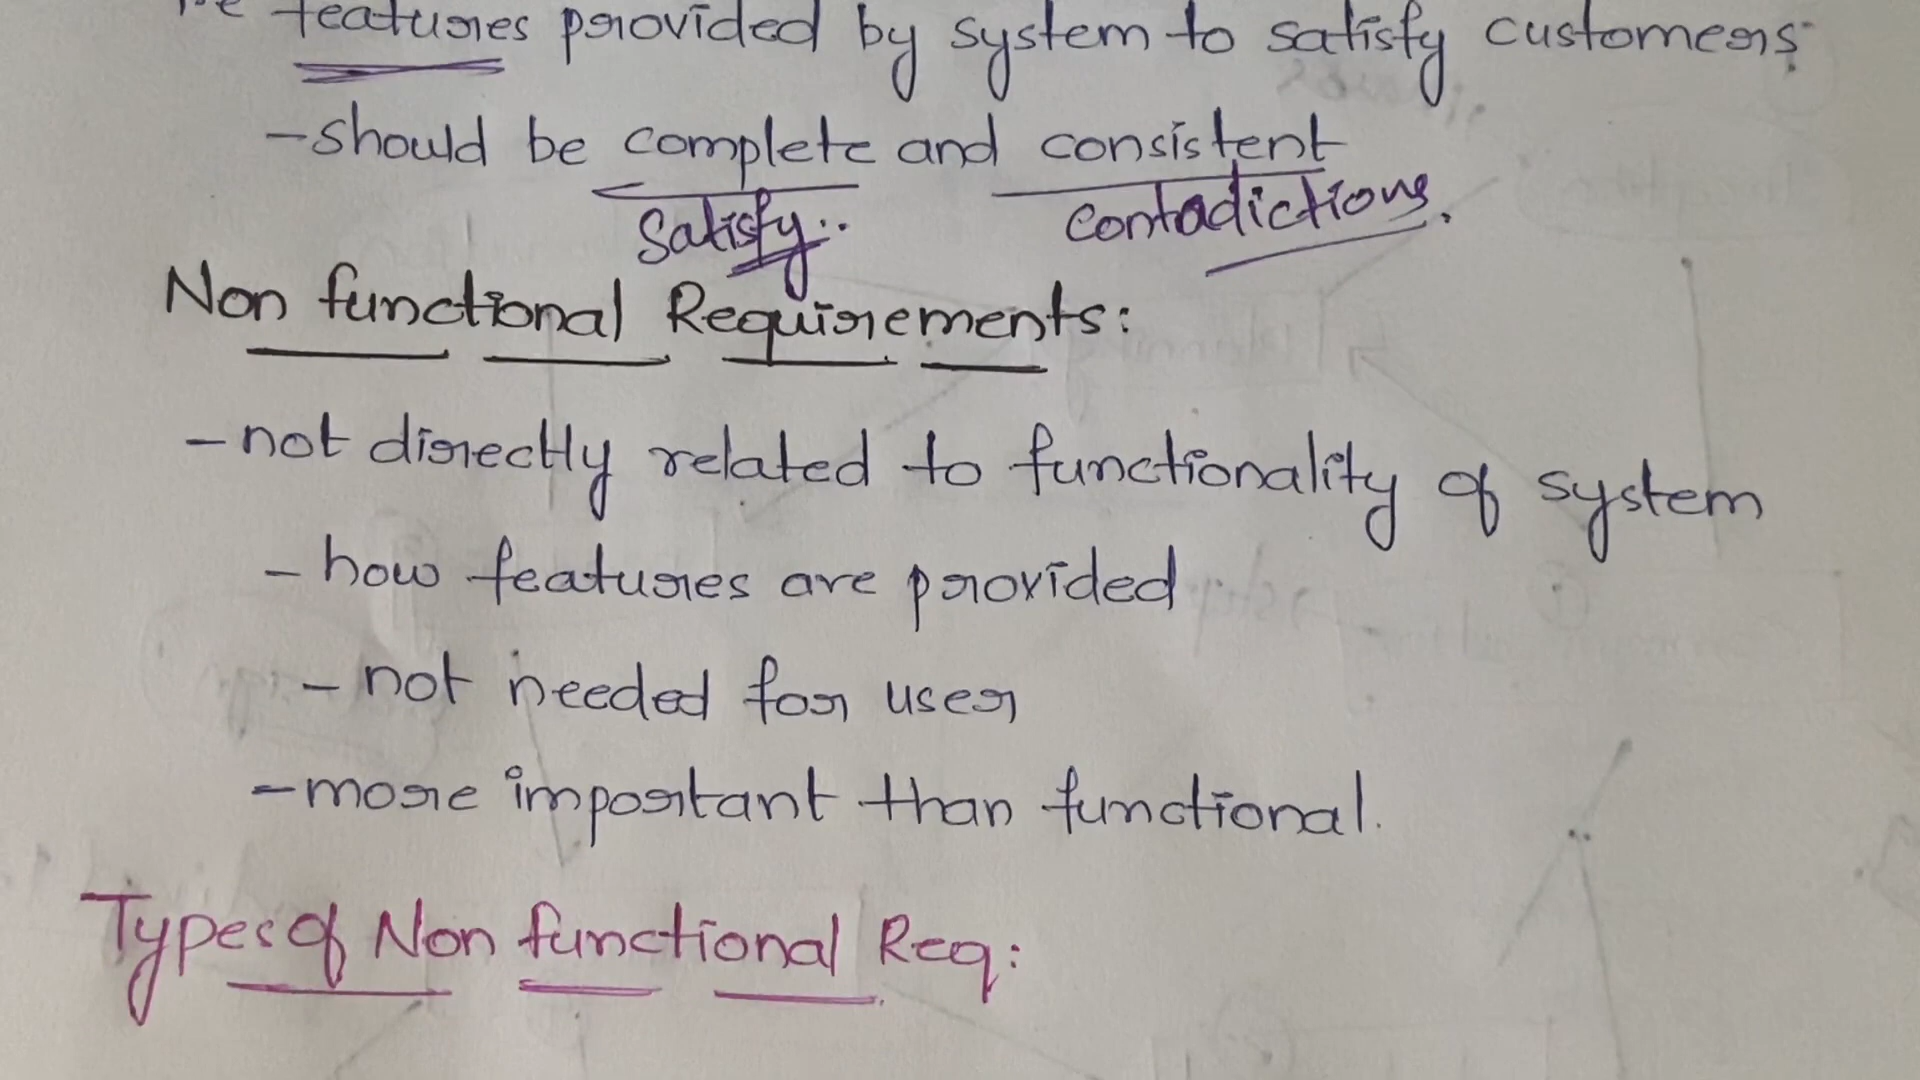 features provided by system to satisfy customers.
- should be complete and consistent
satisfy.. contadictions.
Non functional Requirements:
- not directly related to functionality of system
- how features are provided
- not needed for user
- more important than functional.
Types of Non functional Req: